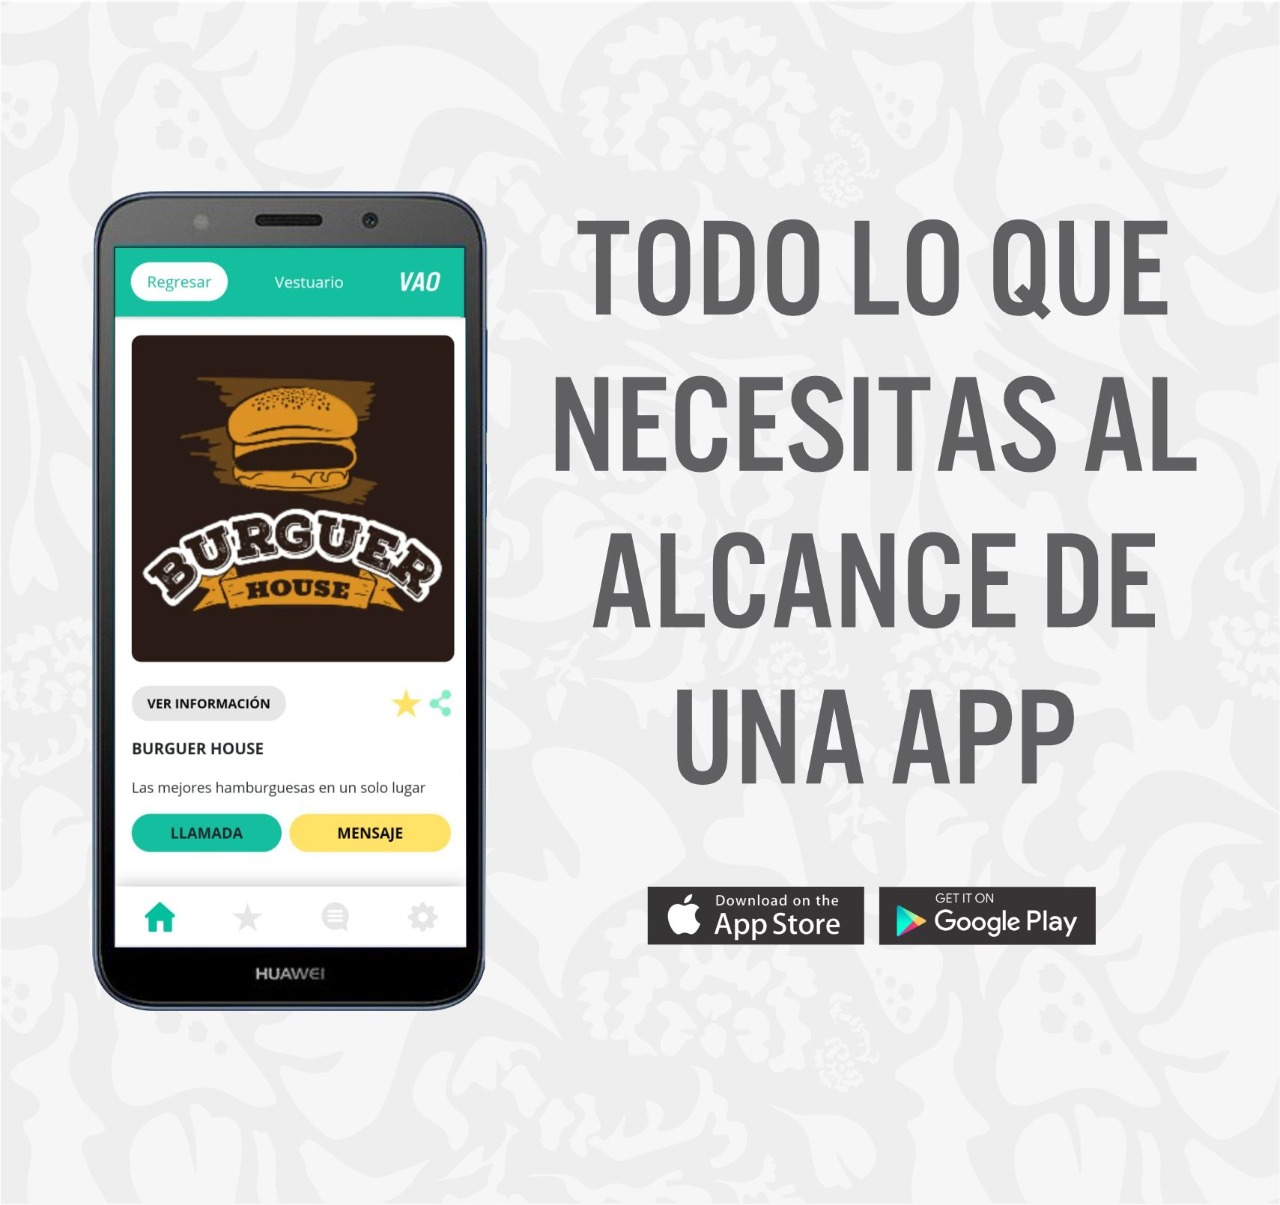 Regresar Vestuario VAO
BURGUER
HOUSE
VER INFORMACIÓN
BURGUER HOUSE
Las mejores hamburguesas en un solo lugar
LLAMADA MENSAJE
HUAWEI
TODO LO QUE
NECESITAS AL
ALCANCE DE
UNA APP
Download on the
App Store
GET IT ON
Google Play